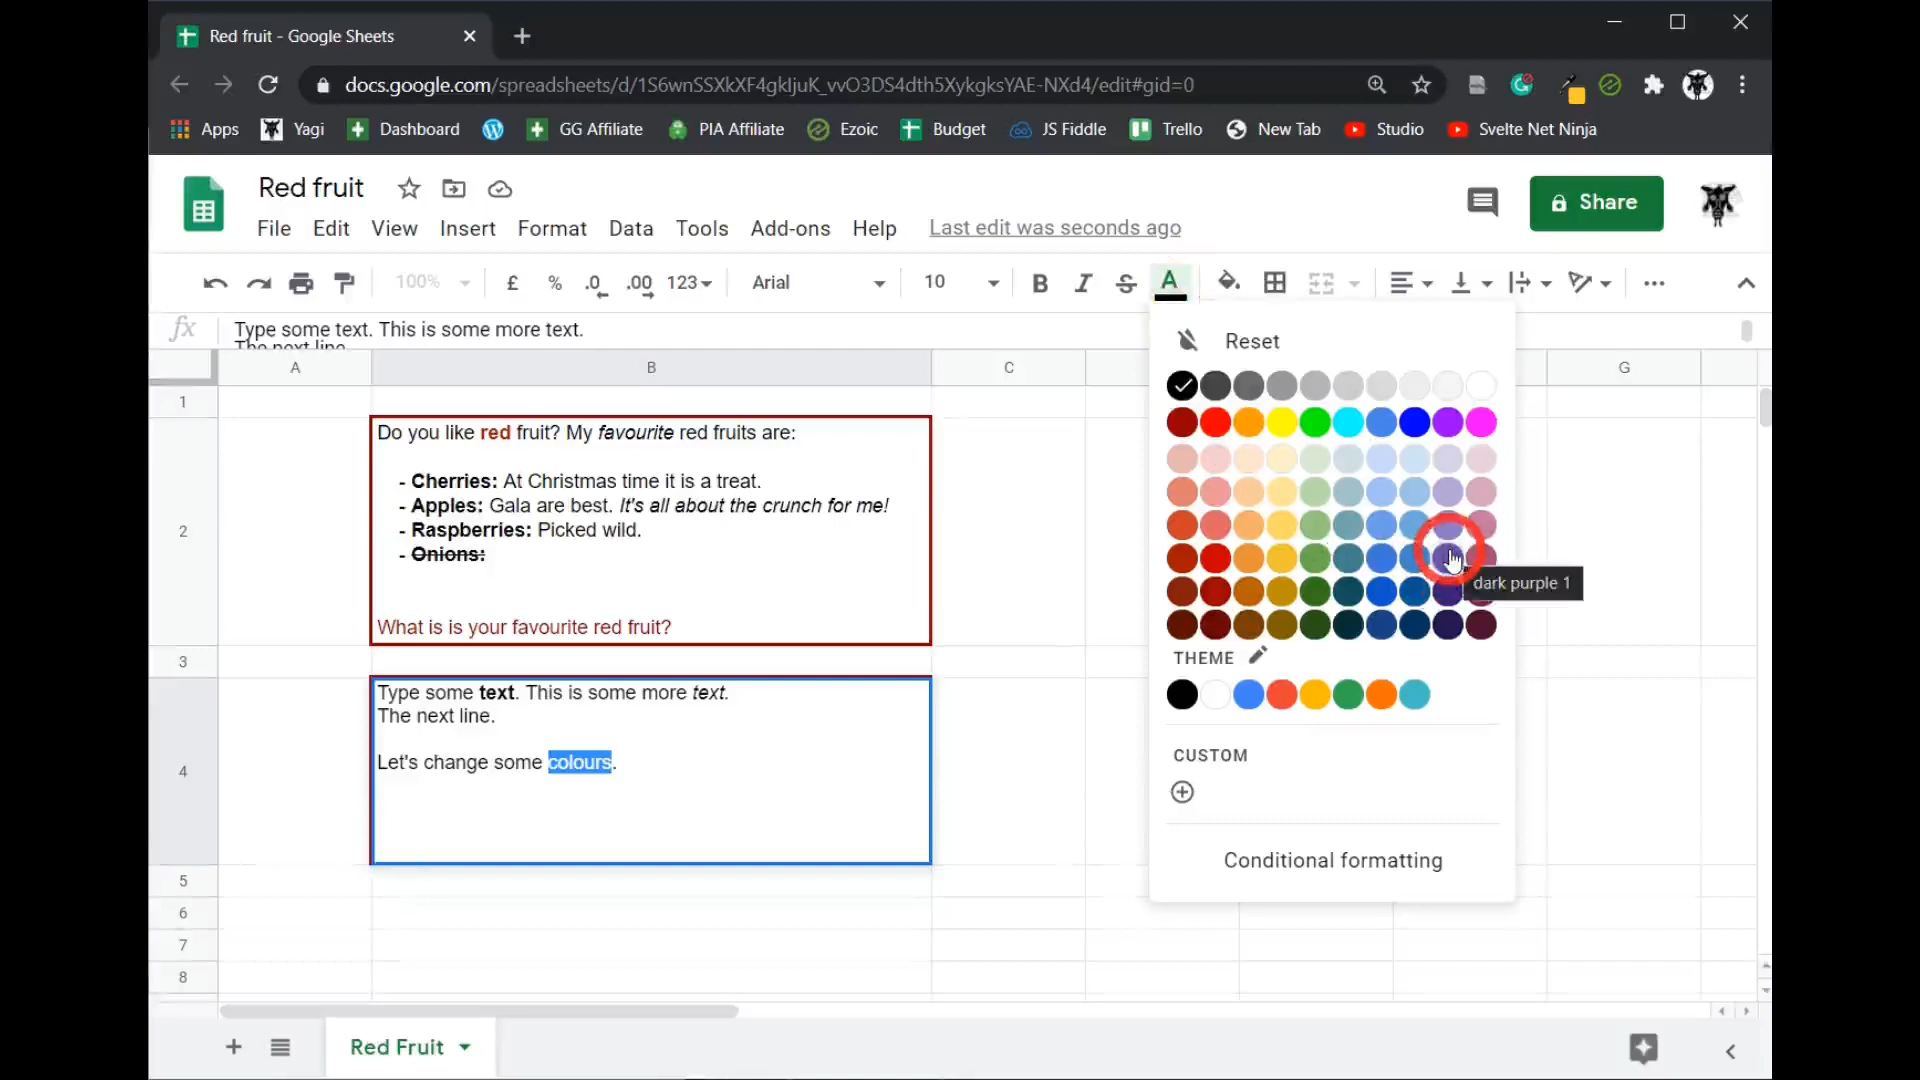 Red fruit - Google Sheets
docs.google.com/spreadsheets/d/1S6wnSSXkXF4gkIjuK_vvO3DS4dth5XykgksYAE-NXd4/edit#gid=0
Apps Yagi Dashboard GG Affiliate PIA Affiliate Ezoic Budget JS Fiddle Trello New Tab Studio Svelte Net Ninja
Red fruit
Share
File Edit View Insert Format Data Tools Add-ons Help Last edit was seconds ago
100% £ % .0 .00 123 Arial 10 B I S A
fx Type some text. This is some more text.
The next line.
Reset
A B C G
1
Do you like red fruit? My favourite red fruits are:
- Cherries: At Christmas time it is a treat.
- Apples: Gala are best. It's all about the crunch for me!
- Raspberries: Picked wild.
2
- Onions:
dark purple 1
What is is your favourite red fruit?
3
THEME
Type some text. This is some more text.
The next line.
Let's change some colours.
CUSTOM
4
Conditional formatting
5
6
7
8
Red Fruit